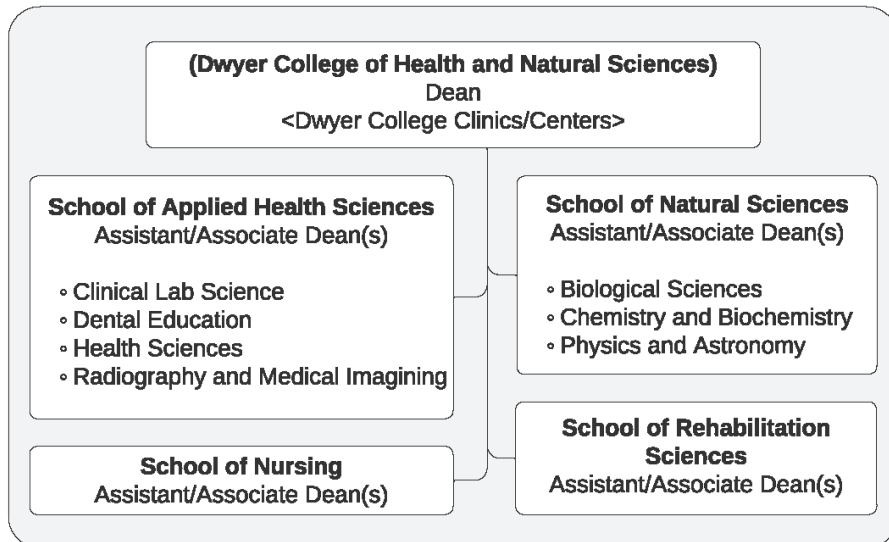 (Dwyer College of Health and Natural Sciences)
Dean
<Dwyer College Clinics/Centers>
School of Applied Health Sciences
Assistant/Associate Dean(s)
∘ Clinical Lab Science
∘ Dental Education
∘ Health Sciences
∘ Radiography and Medical Imagining
School of Natural Sciences
Assistant/Associate Dean(s)
∘ Biological Sciences
∘ Chemistry and Biochemistry
∘ Physics and Astronomy
School of Nursing
Assistant/Associate Dean(s)
School of Rehabilitation
Sciences
Assistant/Associate Dean(s)